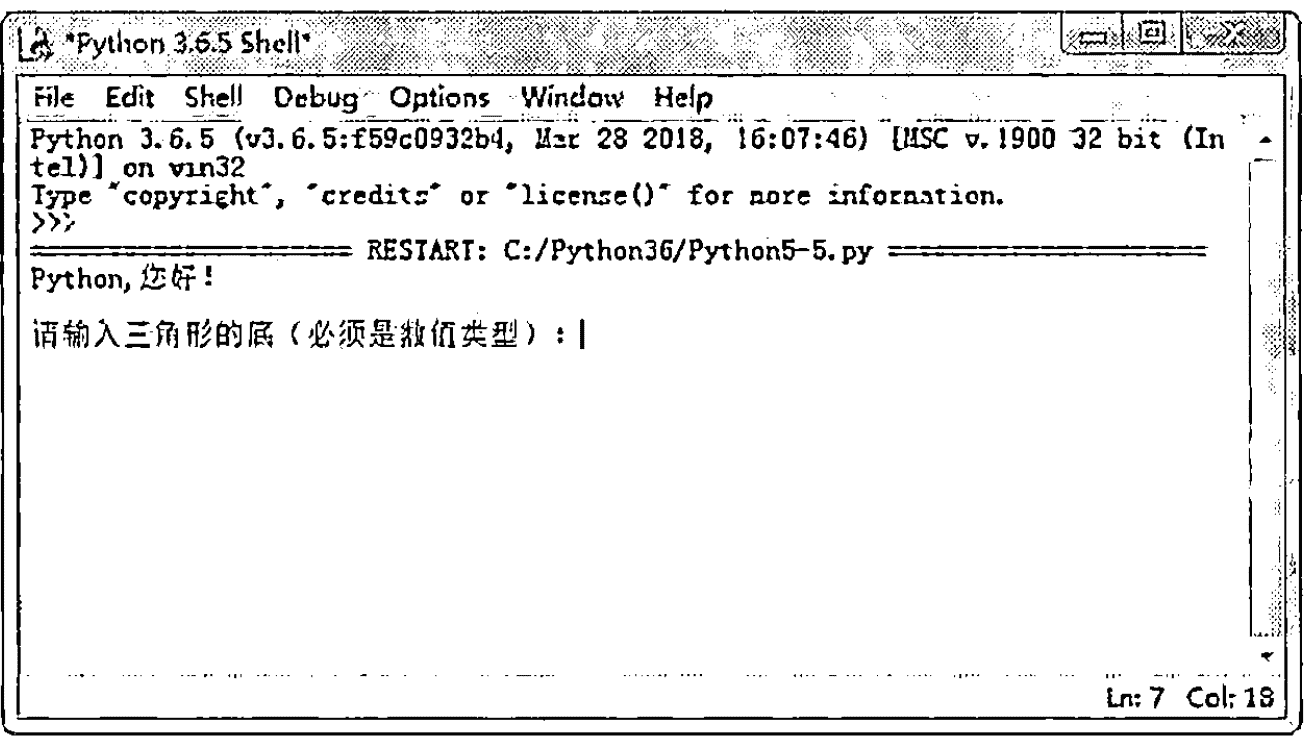 *Python 3.6.5 Shell*
File Edit Shell Debug Options Window Help
Python 3.6.5 (v3.6.5:f59c0932b4, Mar 28 2018, 16:07:46) [MSC v.1900 32 bit (In
tel)] on win32
Type "copyright", "credits" or "license()" for more information.
>>>
==================== RESTART: C:/Python36/Python5-5.py ====================
Python,您好!
请输入三角形的底(必须是数值类型):
Ln: 7 Col: 18